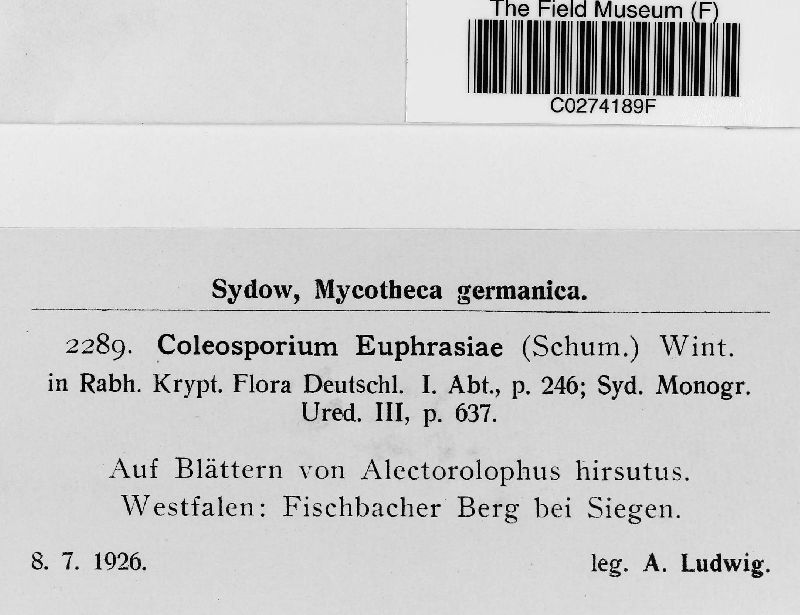 The Field Museum (F)
C0274189F
Sydow, Mycotheca germanica.
2289. Coleosporium Euphrasiae (Schum.) Wint.
in Rabh. Krypt. Flora Deutschl. I. Abt., p. 246; Syd. Monogr.
Ured. III, p. 637.
Auf Blättern von Alectorolophus hirsutus.
Westfalen: Fischbacher Berg bei Siegen.
8. 7. 1926. leg. A. Ludwig.